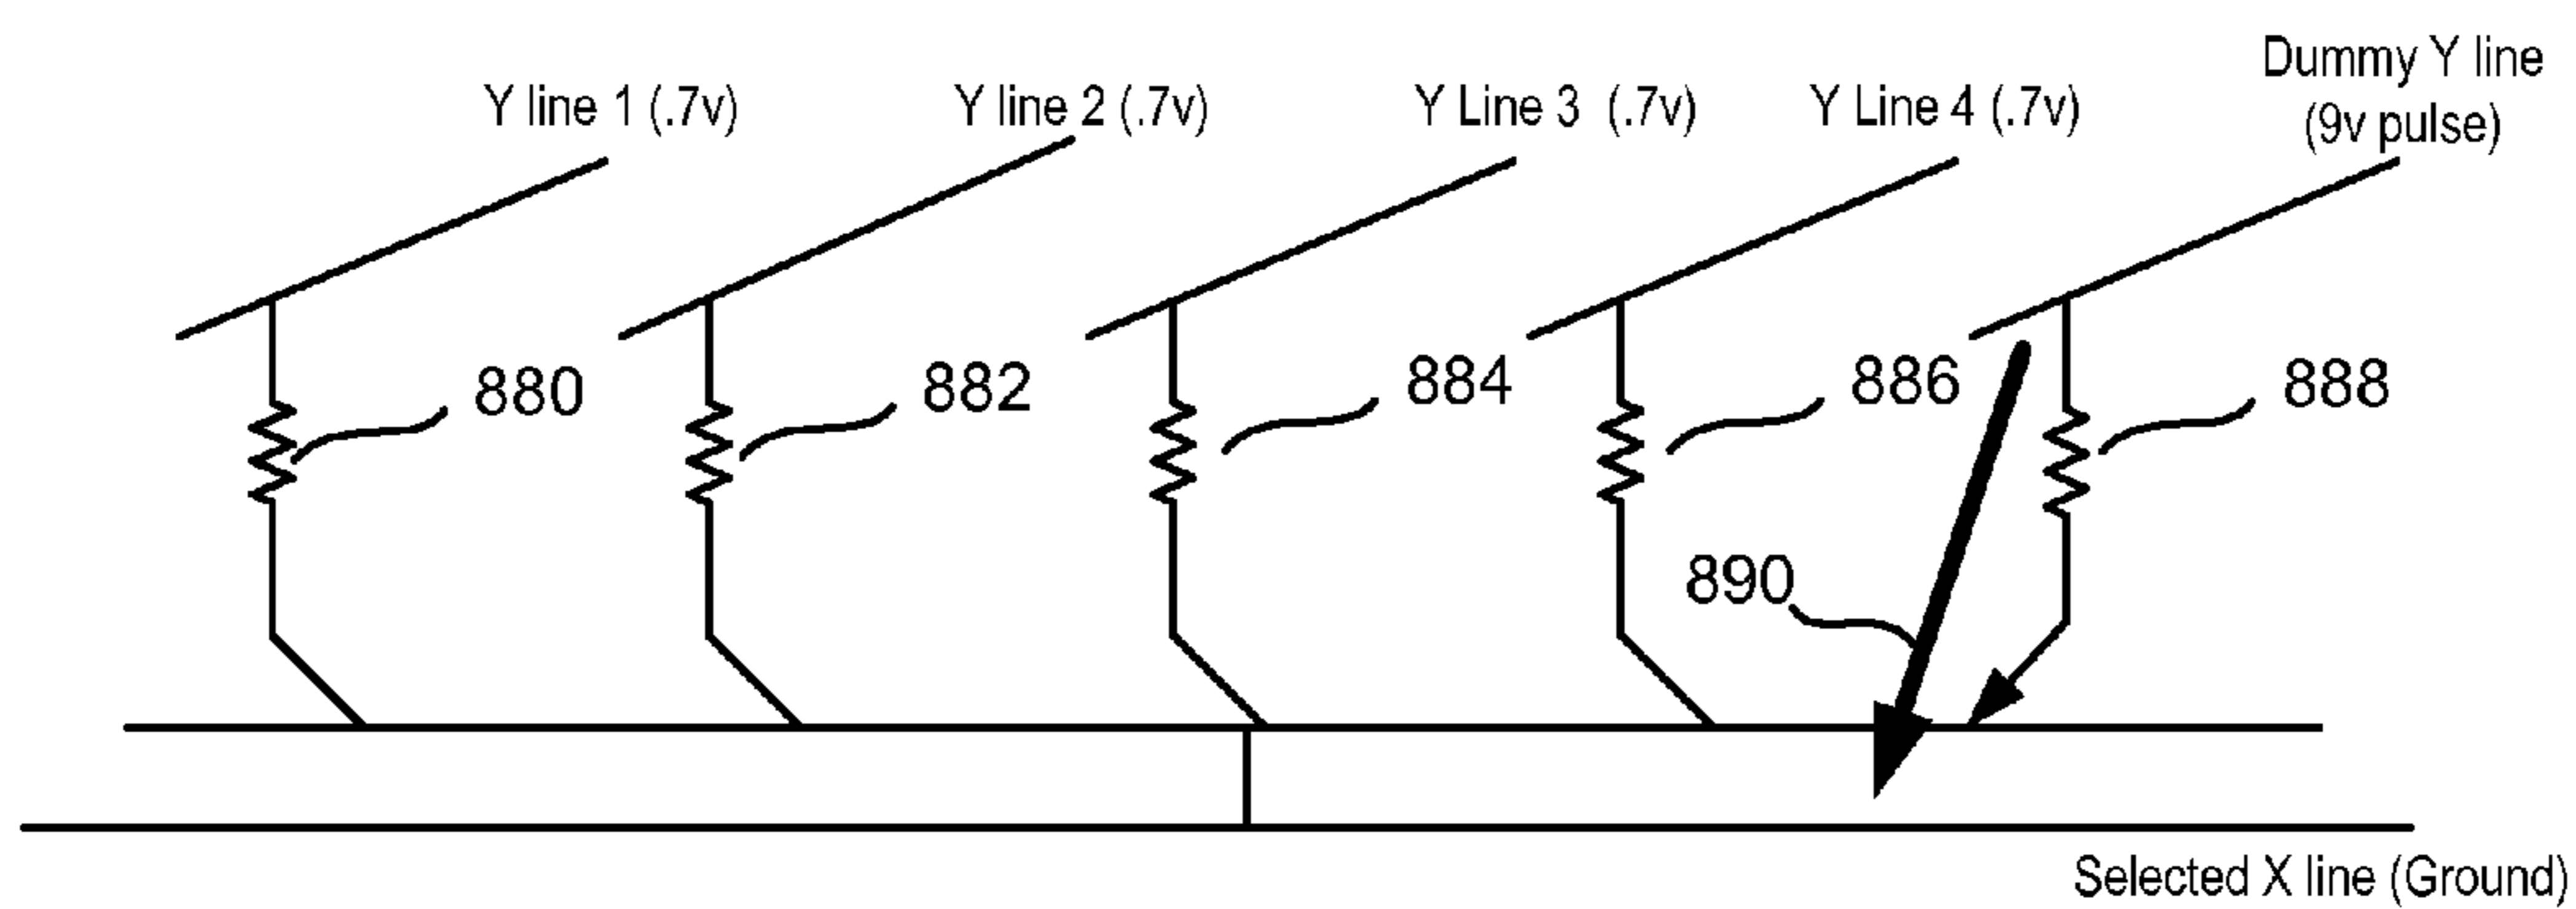 Dummy Y line
(9v pulse)
Y line 1 (.7v)
Y line 2 (.7v)
Y Line 3 (.7v)
Y Line 4 (.7v)
880
882
884
886
888
890
Selected X line (Ground)